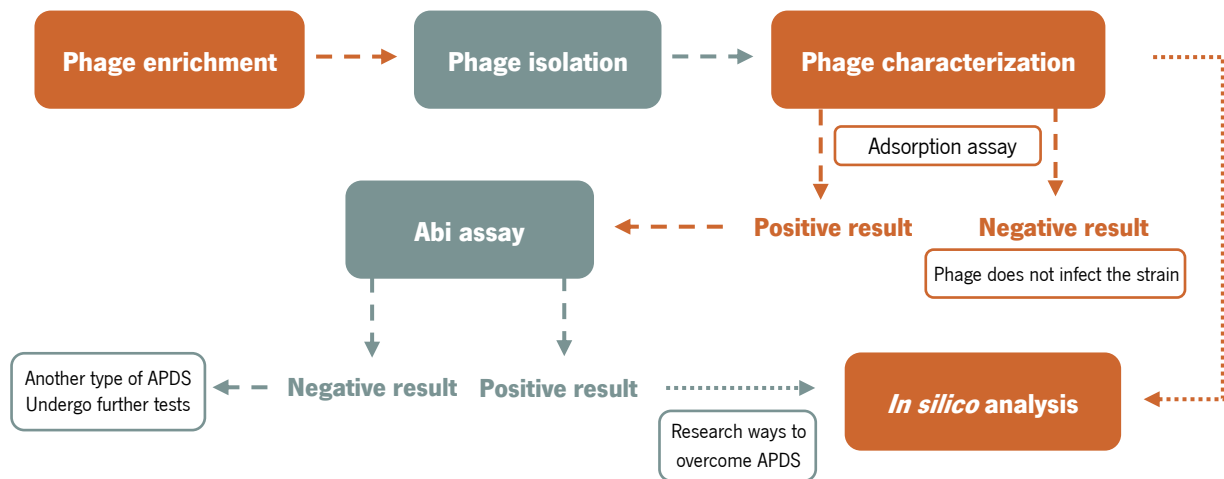 Phage enrichment
Phage isolation
Phage characterization
Adsorption assay
Abi assay
Positive result
Negative result
Phage does not infect the strain
Another type of APDS
Undergo further tests
Negative result
Positive result
Research ways to
overcome APDS
In silico analysis